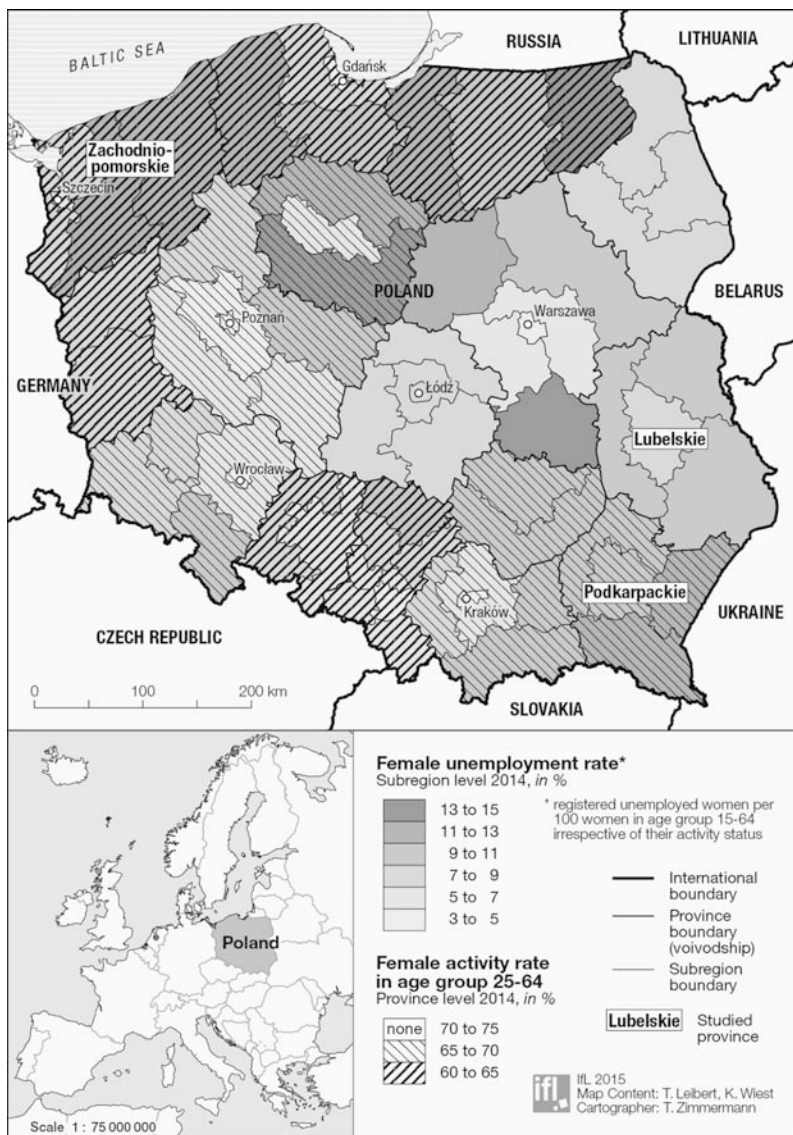 BALTIC SEA
RUSSIA
LITHUANIA
Gdańsk
Zachodnio-
pomorskie
Szczecin
POLAND
BELARUS
Poznań
Warszawa
GERMANY
Łódź
Lubelskie
Wrocław
Podkarpackie
Kraków
UKRAINE
CZECH REPUBLIC
SLOVAKIA
0 100 200 km
Poland
Scale 1 : 75 000 000
Female unemployment rate*
Subregion level 2014, in %
13 to 15
11 to 13
9 to 11
7 to 9
5 to 7
3 to 5
* registered unemployed women per
100 women in age group 15-64
irrespective of their activity status
Female activity rate
in age group 25-64
Province level 2014, in %
none 70 to 75
65 to 70
60 to 65
International
boundary
Province
boundary
(voivodship)
Subregion
boundary
Lubelskie Studied
province
ifl.
IfL 2015
Map Content: T. Leibert, K. Wiest
Cartographer: T. Zimmermann